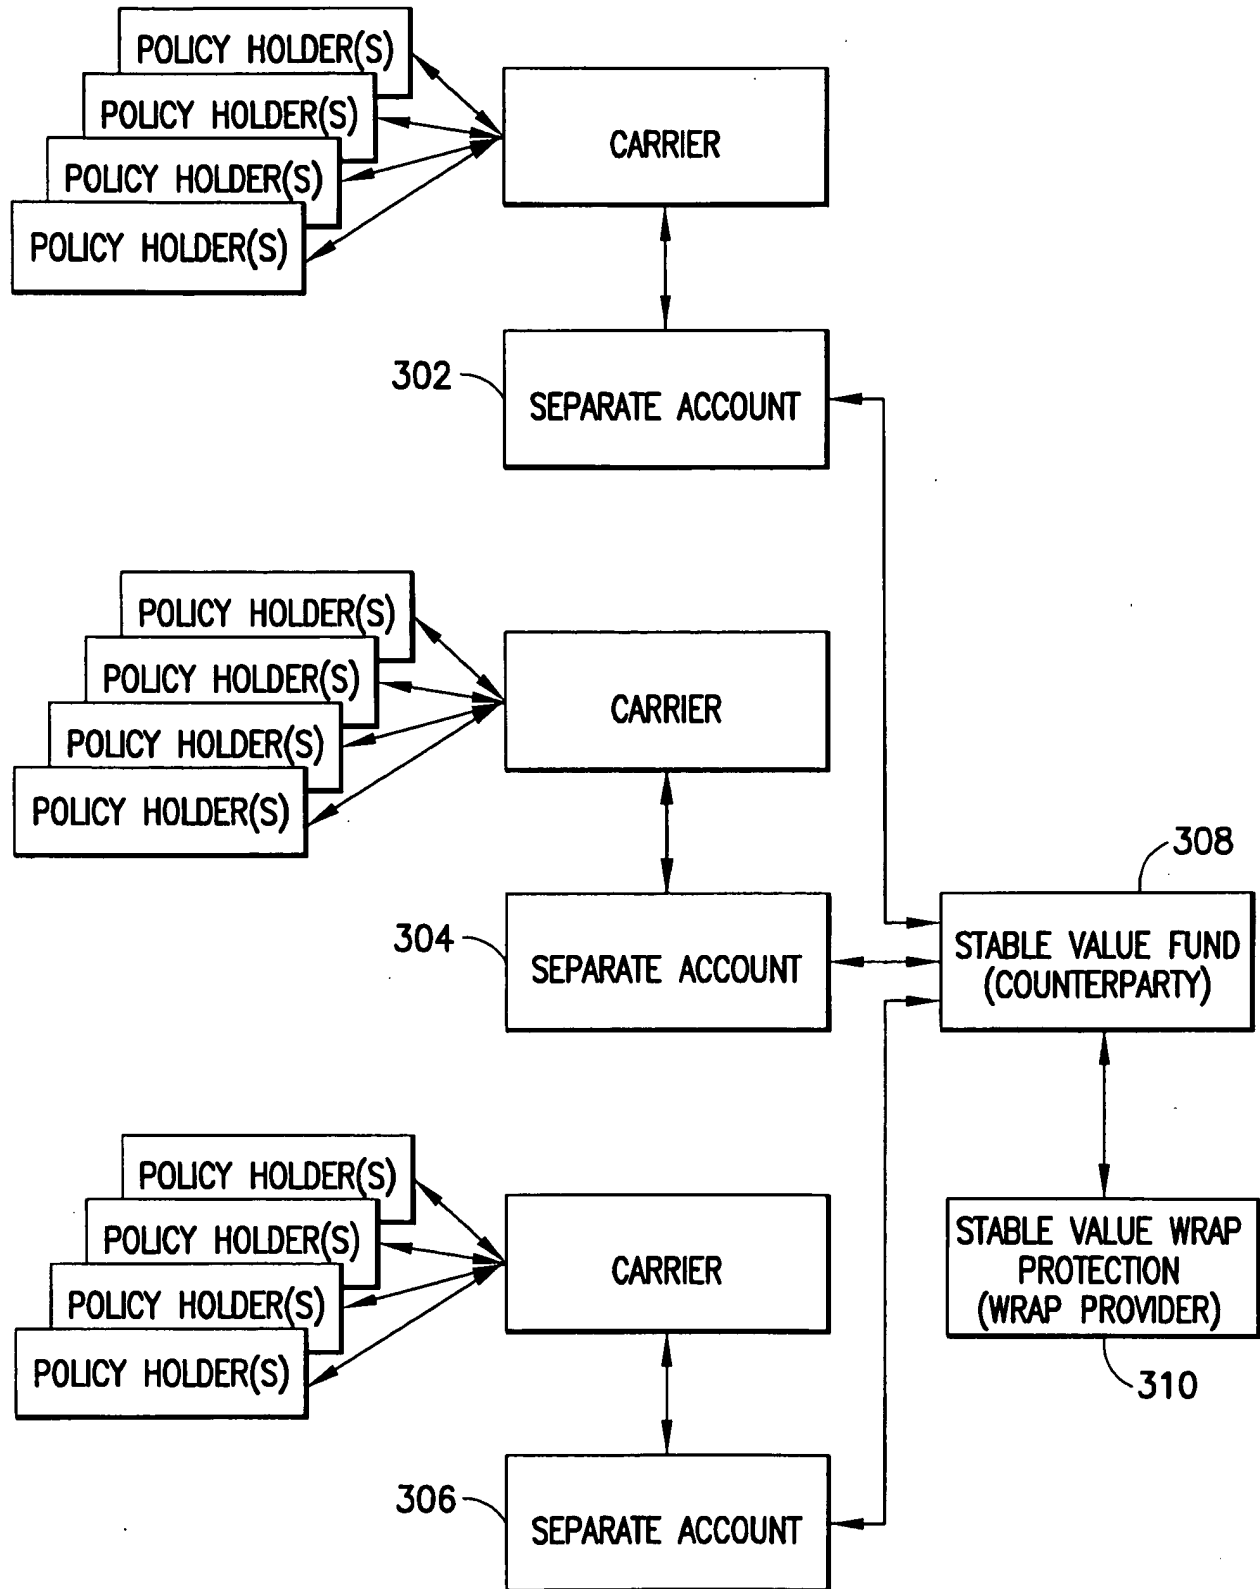 POLICY HOLDER(S)
POLICY HOLDER(S)
POLICY HOLDER(S)
POLICY HOLDER(S)
CARRIER
302
SEPARATE ACCOUNT
POLICY HOLDER(S)
POLICY HOLDER(S)
POLICY HOLDER(S)
POLICY HOLDER(S)
CARRIER
304
SEPARATE ACCOUNT
308
STABLE VALUE FUND
(COUNTERPARTY)
POLICY HOLDER(S)
POLICY HOLDER(S)
POLICY HOLDER(S)
POLICY HOLDER(S)
CARRIER
STABLE VALUE WRAP
PROTECTION
(WRAP PROVIDER)
310
306
SEPARATE ACCOUNT